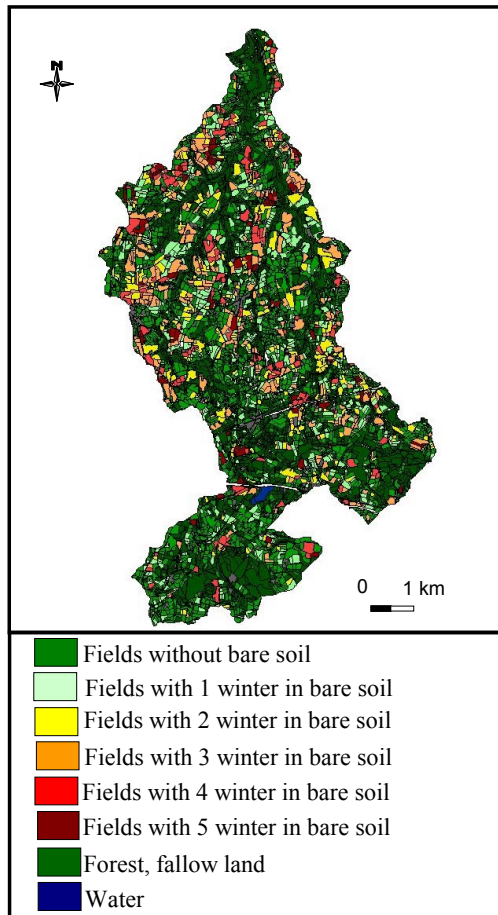 N
0 1 km
Fields without bare soil
Fields with 1 winter in bare soil
Fields with 2 winter in bare soil
Fields with 3 winter in bare soil
Fields with 4 winter in bare soil
Fields with 5 winter in bare soil
Forest, fallow land
Water